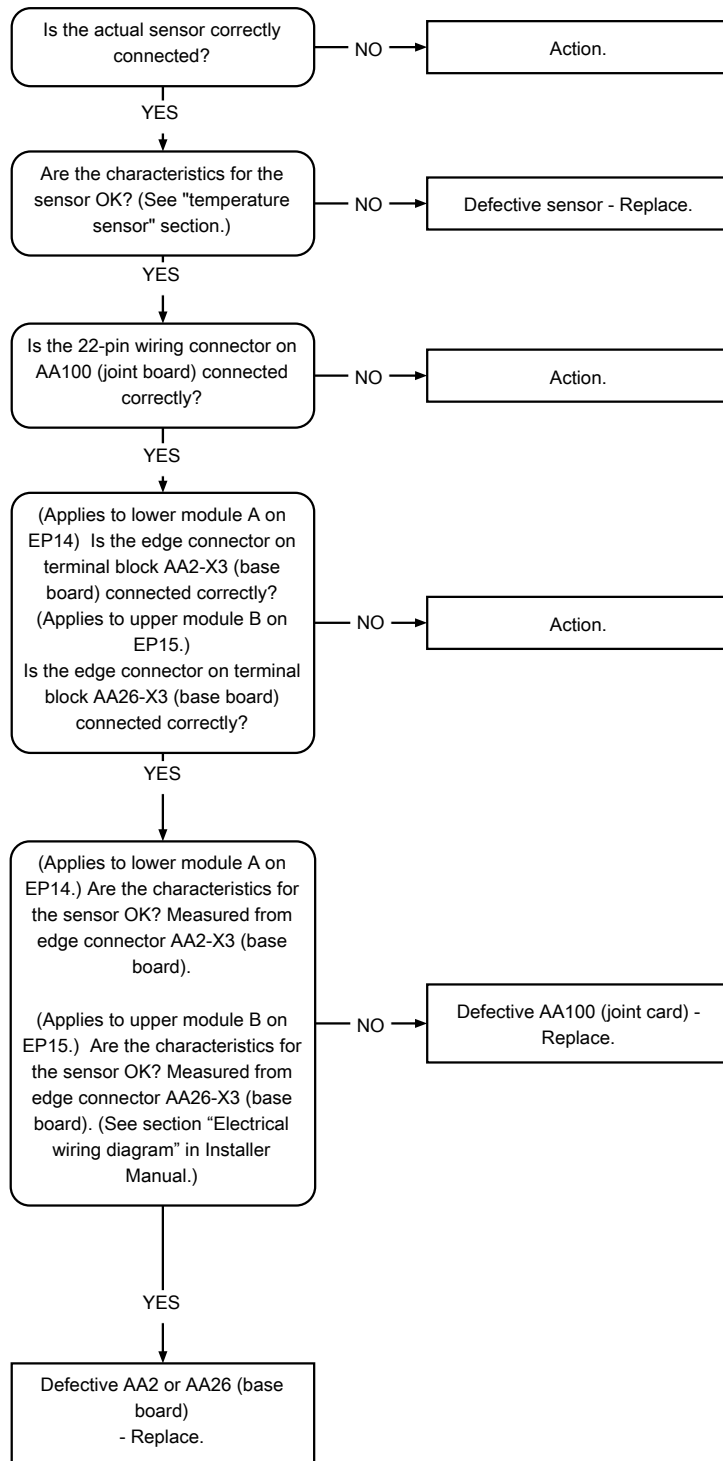 Is the actual sensor correctly
connected?
NO
Action.
YES
Are the characteristics for the
sensor OK? (See "temperature
sensor" section.)
NO
Defective sensor - Replace.
YES
Is the 22-pin wiring connector on
AA100 (joint board) connected
correctly?
NO
Action.
YES
(Applies to lower module A on
EP14)  Is the edge connector on
terminal block AA2-X3 (base
board) connected correctly?
(Applies to upper module B on
EP15.)
Is the edge connector on terminal
block AA26-X3 (base board)
connected correctly?
NO
Action.
YES
(Applies to lower module A on
EP14.) Are the characteristics for
the sensor OK? Measured from
edge connector AA2-X3 (base
board).
(Applies to upper module B on
EP15.)  Are the characteristics for
the sensor OK? Measured from
edge connector AA26-X3 (base
board). (See section “Electrical
wiring diagram” in Installer
Manual.)
NO
Defective AA100 (joint card) -
Replace.
YES
Defective AA2 or AA26 (base
board)
- Replace.